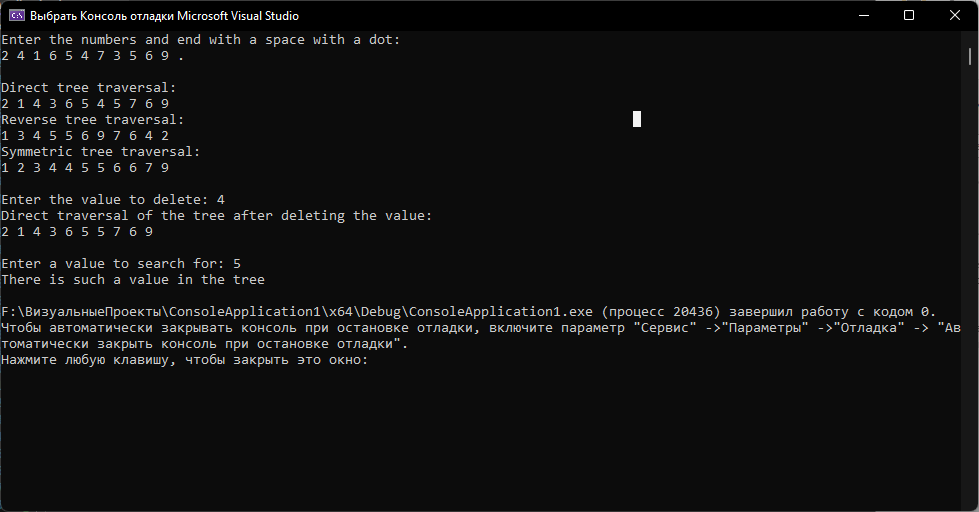 Выбрать Консоль отладки Microsoft Visual Studio
Enter the numbers and end with a space with a dot:
2 4 1 6 5 4 7 3 5 6 9 .
Direct tree traversal:
2 1 4 3 6 5 4 5 7 6 9
Reverse tree traversal:
1 3 4 5 5 6 9 7 6 4 2
Symmetric tree traversal:
1 2 3 4 4 5 5 6 6 7 9
Enter the value to delete: 4
Direct traversal of the tree after deleting the value:
2 1 4 3 6 5 5 7 6 9
Enter a value to search for: 5
There is such a value in the tree
F:\ВизуальныеПроекты\ConsoleApplication1\x64\Debug\ConsoleApplication1.exe (процесс 20436) завершил работу с кодом 0.
Чтобы автоматически закрывать консоль при остановке отладки, включите параметр "Сервис" ->"Параметры" ->"Отладка" -> "Ав
томатически закрыть консоль при остановке отладки".
Нажмите любую клавишу, чтобы закрыть это окно: